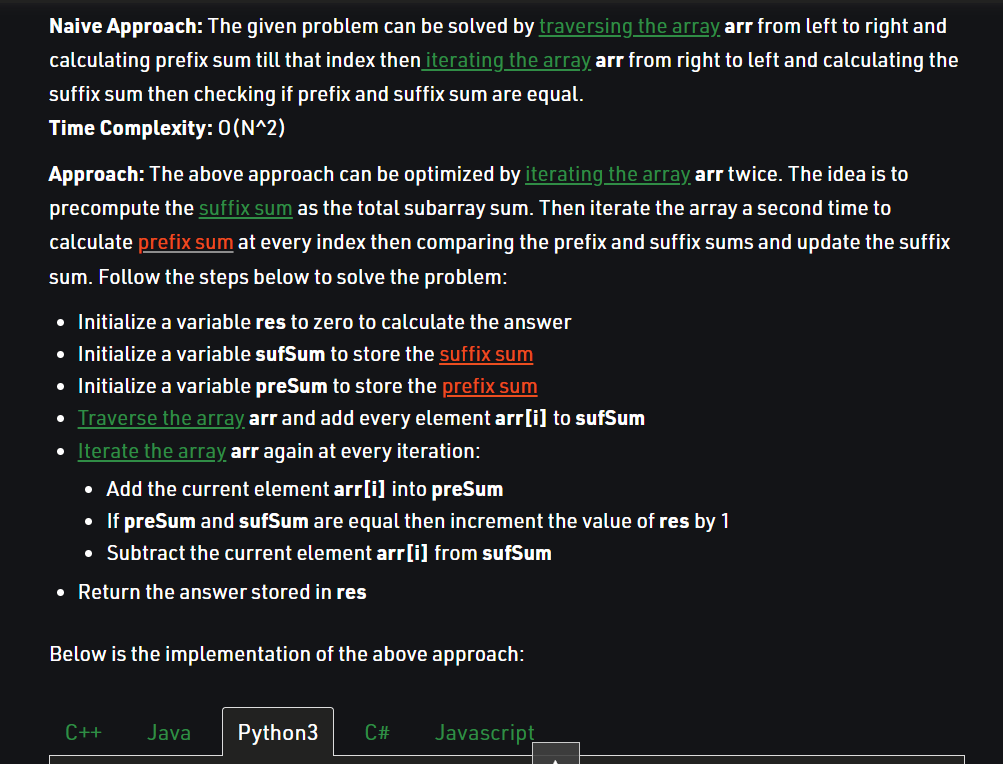 Naive Approach: The given problem can be solved by traversing the array arr from left to right and
calculating prefix sum till that index then iterating the array arr from right to left and calculating the
suffix sum then checking if prefix and suffix sum are equal.
Time Complexity: O(N^2)
Approach: The above approach can be optimized by iterating the array arr twice. The idea is to
precompute the suffix sum as the total subarray sum. Then iterate the array a second time to
calculate prefix sum at every index then comparing the prefix and suffix sums and update the suffix
sum. Follow the steps below to solve the problem:
• Initialize a variable res to zero to calculate the answer
• Initialize a variable sufSum to store the suffix sum
• Initialize a variable preSum to store the prefix sum
• Traverse the array arr and add every element arr[i] to sufSum
• Iterate the array arr again at every iteration:
• Add the current element arr[i] into preSum
• If preSum and sufSum are equal then increment the value of res by 1
• Subtract the current element arr[i] from sufSum
• Return the answer stored in res
Below is the implementation of the above approach:
C++ Java Python3 C# Javascript